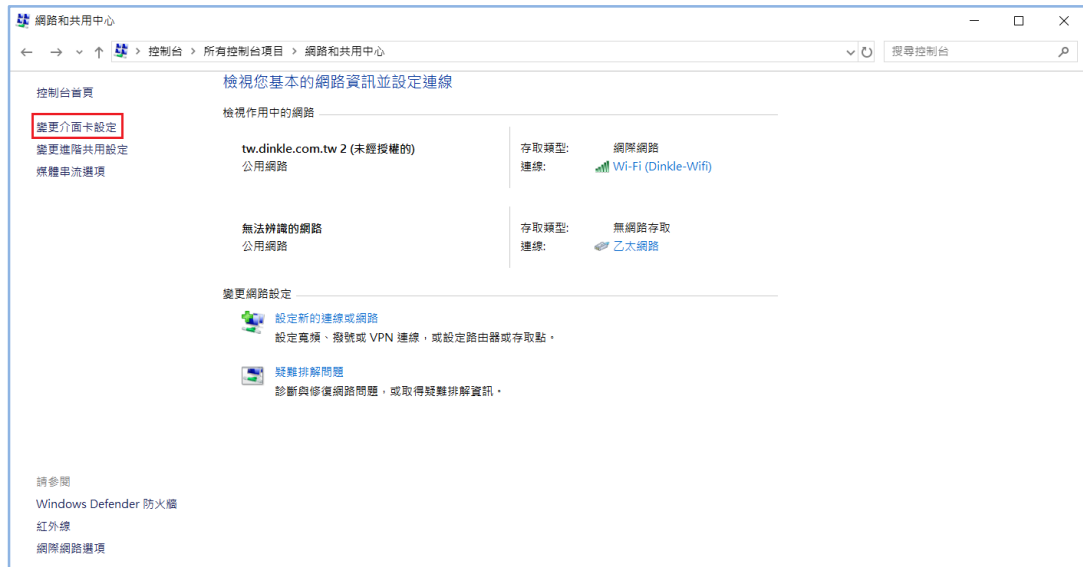 網路和共用中心
控制台 › 所有控制台項目 › 網路和共用中心
搜尋控制台
控制台首頁
變更介面卡設定
變更進階共用設定
媒體串流選項
檢視您基本的網路資訊並設定連線
檢視作用中的網路
tw.dinkle.com.tw 2 (未經授權的)
公用網路
存取類型: 網際網路
連線: Wi-Fi (Dinkle-Wifi)
無法辨識的網路
公用網路
存取類型: 無網路存取
連線: 乙太網路
變更網路設定
設定新的連線或網路
設定寬頻、撥號或 VPN 連線，或設定路由器或存取點。
疑難排解問題
診斷與修復網路問題，或取得疑難排解資訊。
請參閱
Windows Defender 防火牆
紅外線
網際網路選項